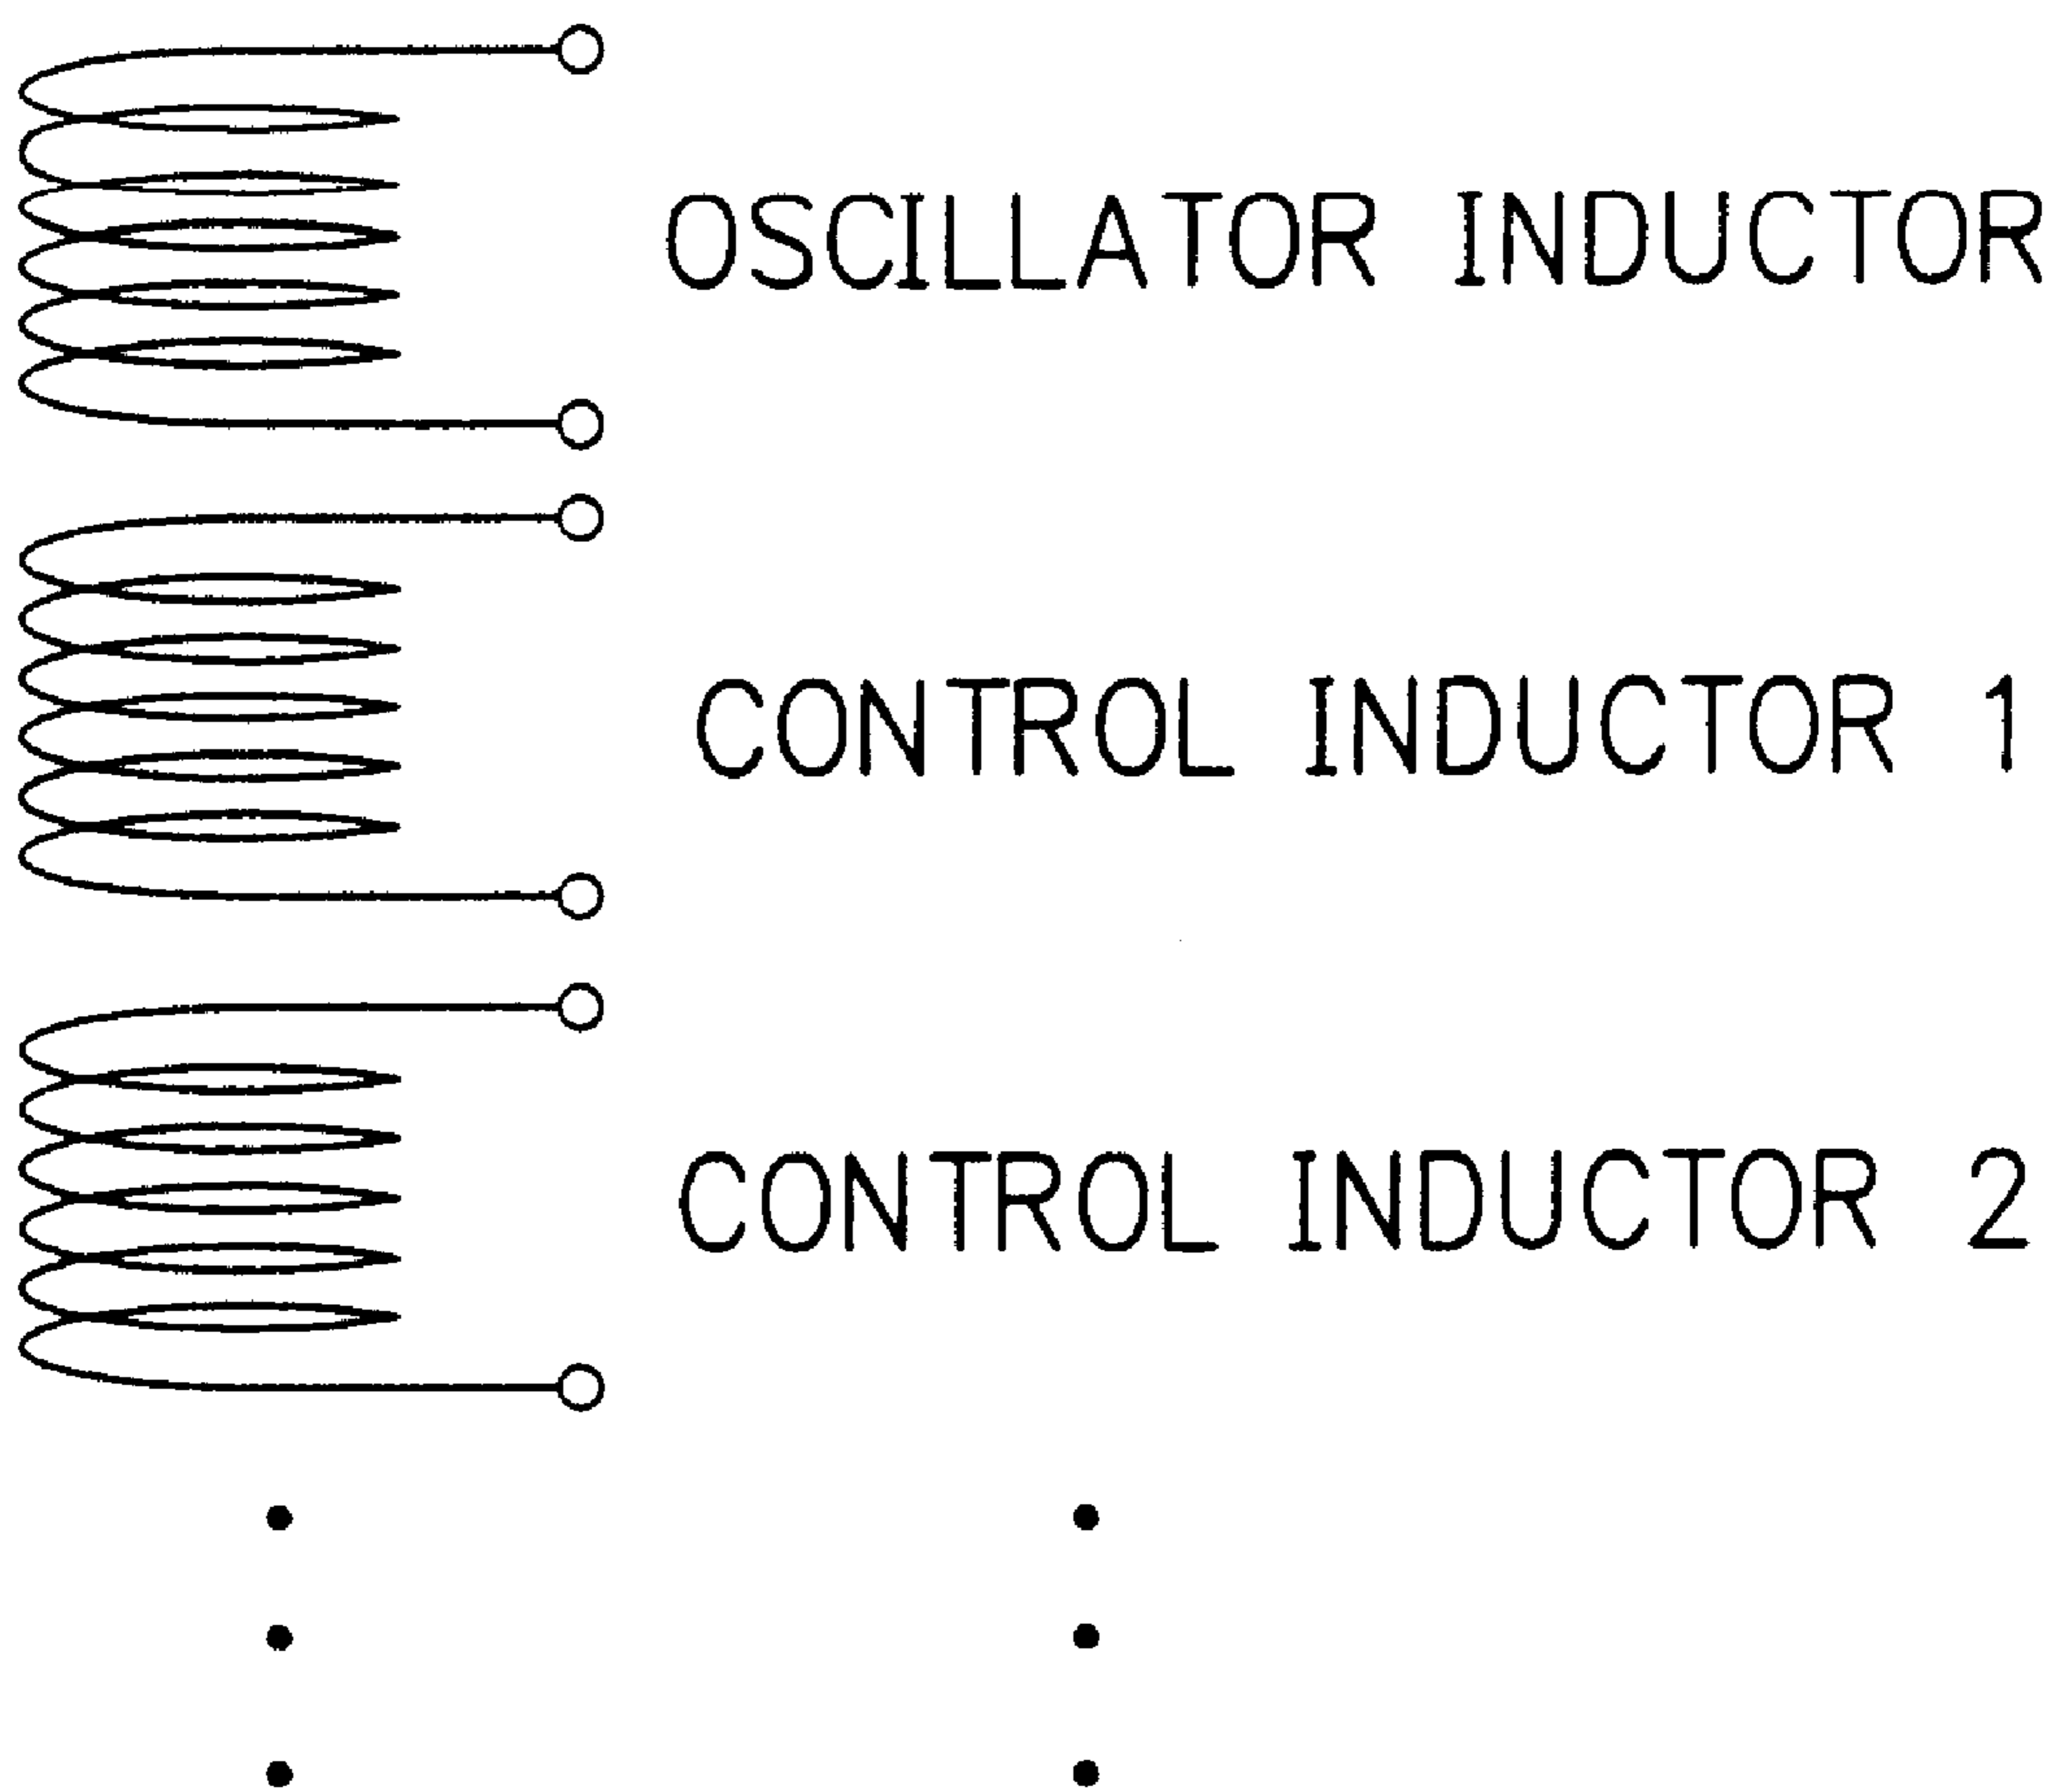 OSCILLATOR INDUCTOR
CONTROL INDUCTOR 1
CONTROL INDUCTOR 2